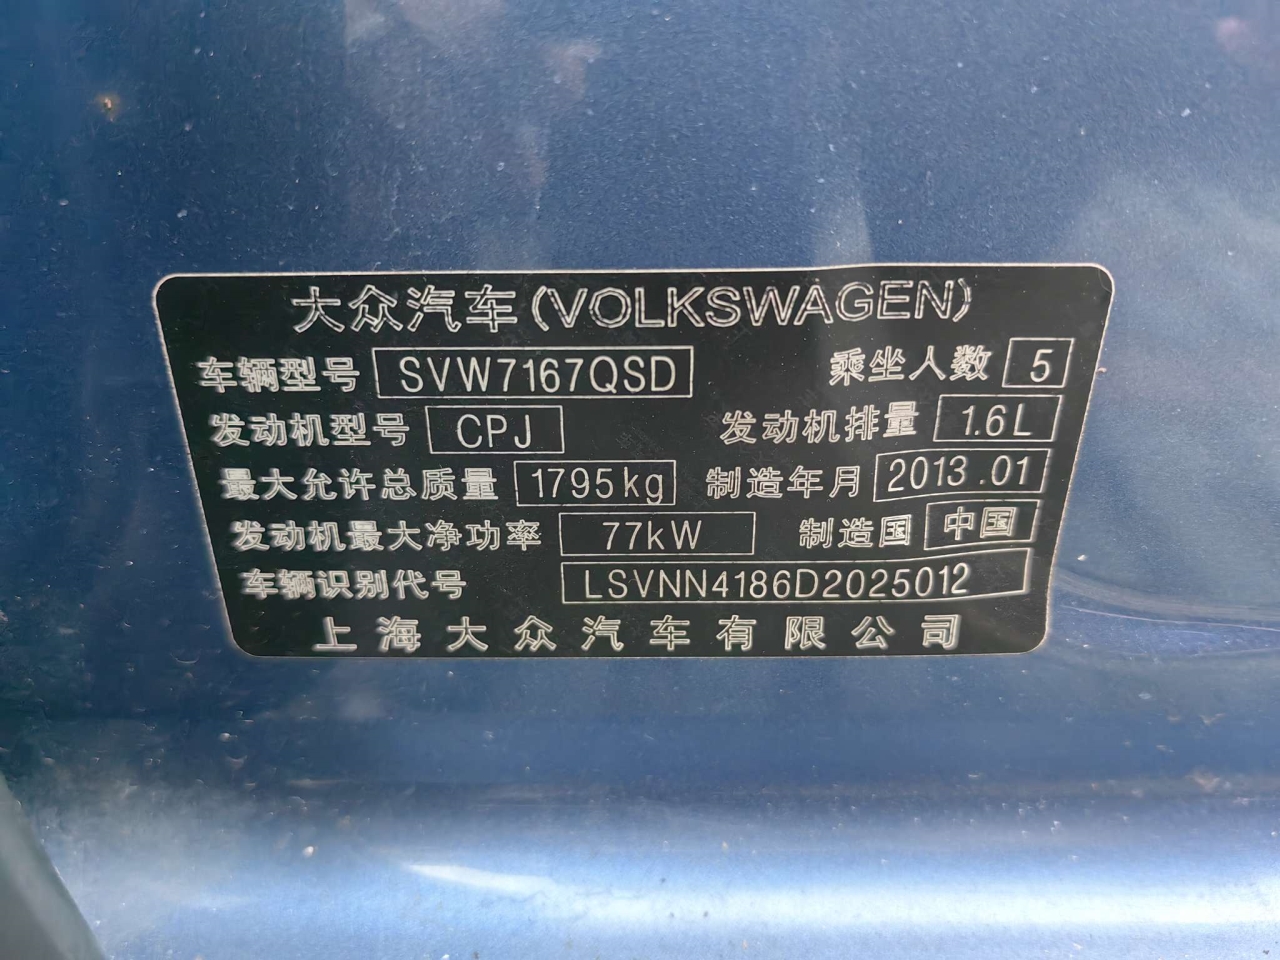 大众汽车(VOLKSWAGEN)
车辆型号 SVW7167QSD 乘坐人数 5
发动机型号 CPJ 发动机排量 1.6L
最大允许总质量 1795kg 制造年月 2013.01
发动机最大净功率 77kW 制造国 中国
车辆识别代号 LSVNN4186D2025012
上海大众汽车有限公司